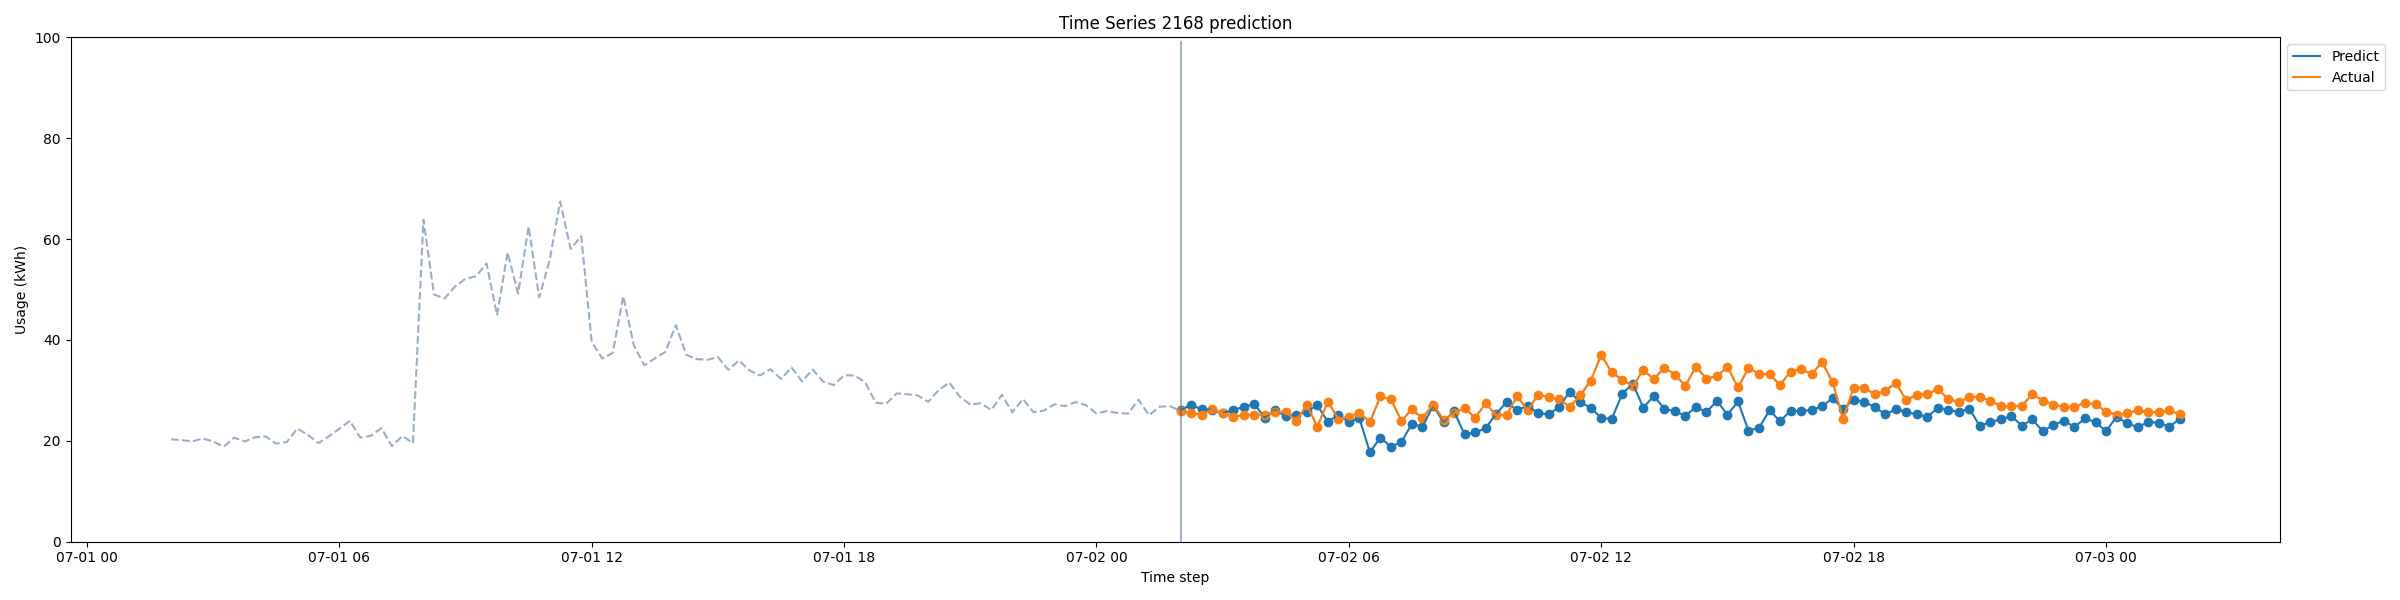 Time Series 2168 prediction
100
80
60
40
20
0
Usage (kWh)
07-01 00 07-01 06 07-01 12 07-01 18 07-02 00 07-02 06 07-02 12 07-02 18 07-03 00
Time step
Predict
Actual